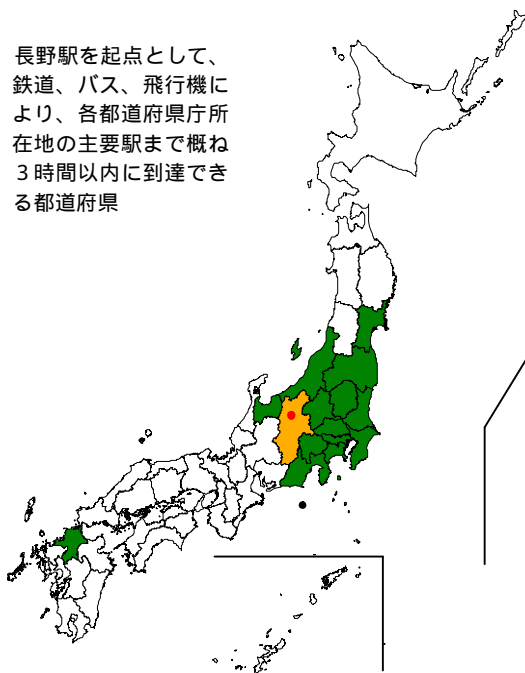 長野駅を起点として、
鉄道、バス、飛行機に
より、各都道府県庁所
在地の主要駅まで概ね
３時間以内に到達でき
る都道府県